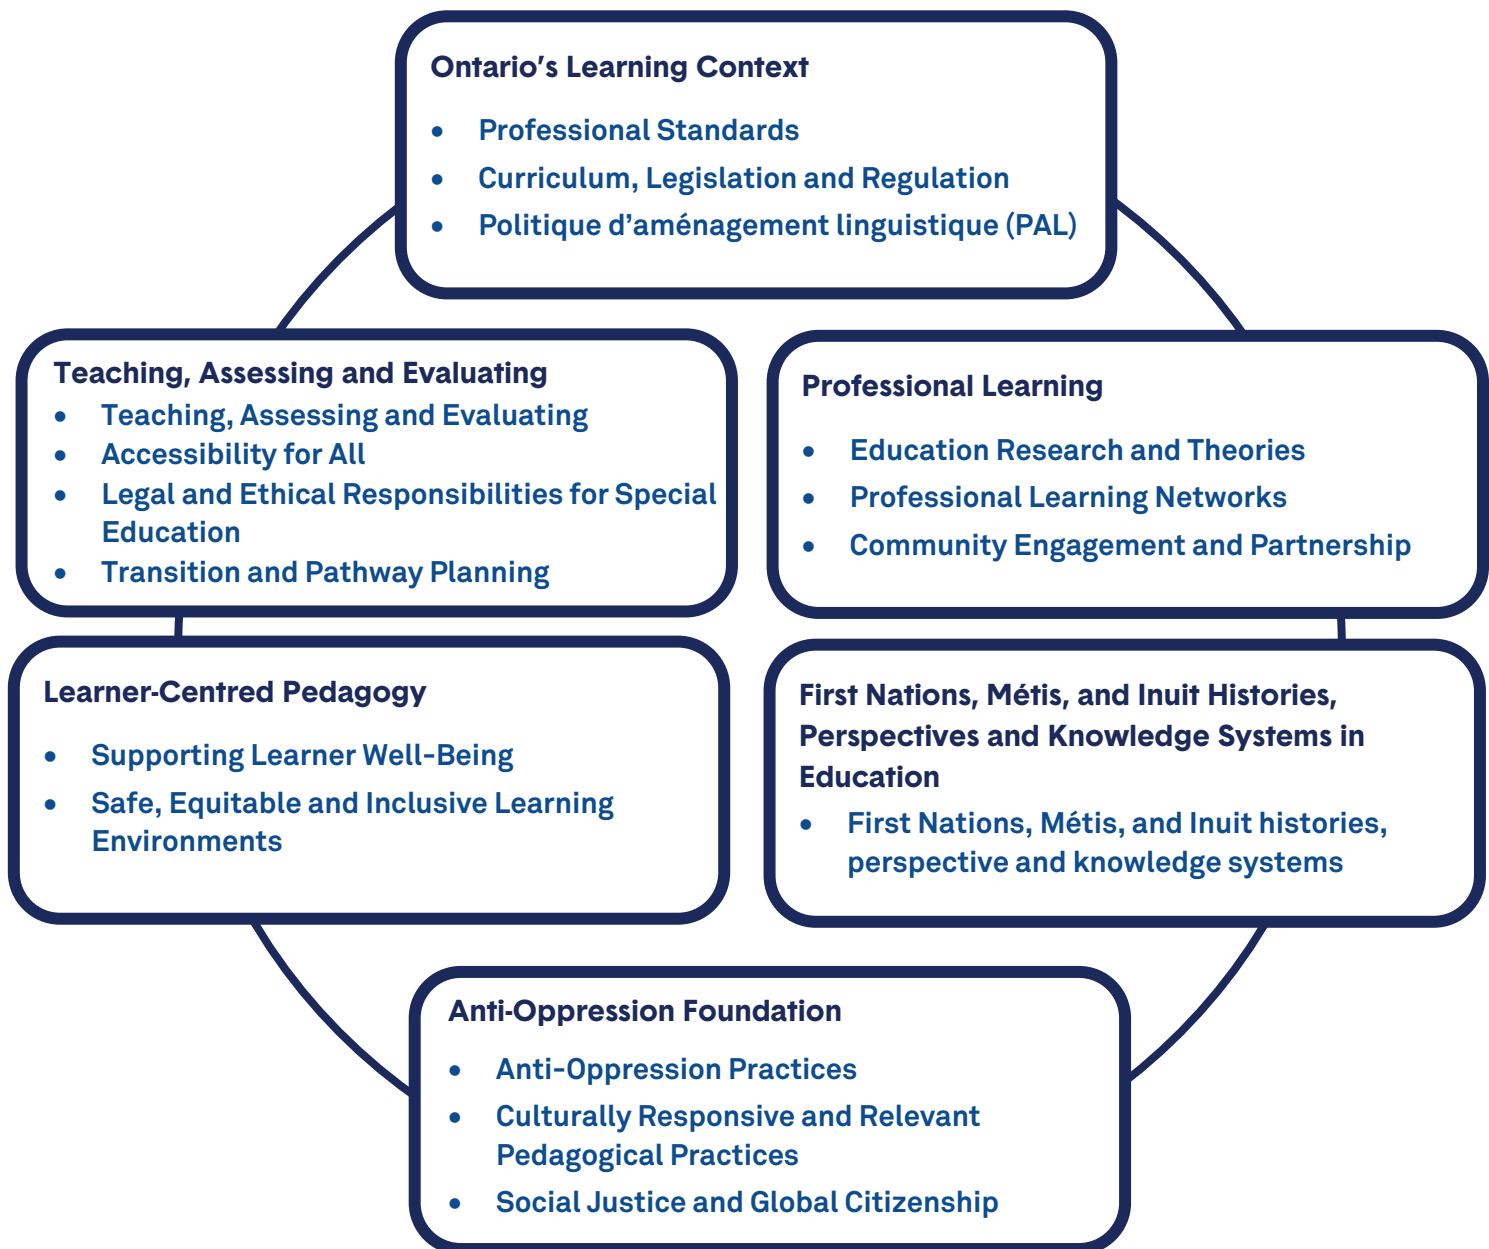 Ontario’s Learning Context
• Professional Standards
• Curriculum, Legislation and Regulation
• Politique d’aménagement linguistique (PAL)
Teaching, Assessing and Evaluating
• Teaching, Assessing and Evaluating
• Accessibility for All
• Legal and Ethical Responsibilities for Special
Education
• Transition and Pathway Planning
Professional Learning
• Education Research and Theories
• Professional Learning Networks
• Community Engagement and Partnership
Learner-Centred Pedagogy
• Supporting Learner Well-Being
• Safe, Equitable and Inclusive Learning
Environments
First Nations, Métis, and Inuit Histories,
Perspectives and Knowledge Systems in
Education
• First Nations, Métis, and Inuit histories,
perspective and knowledge systems
Anti-Oppression Foundation
• Anti-Oppression Practices
• Culturally Responsive and Relevant
Pedagogical Practices
• Social Justice and Global Citizenship